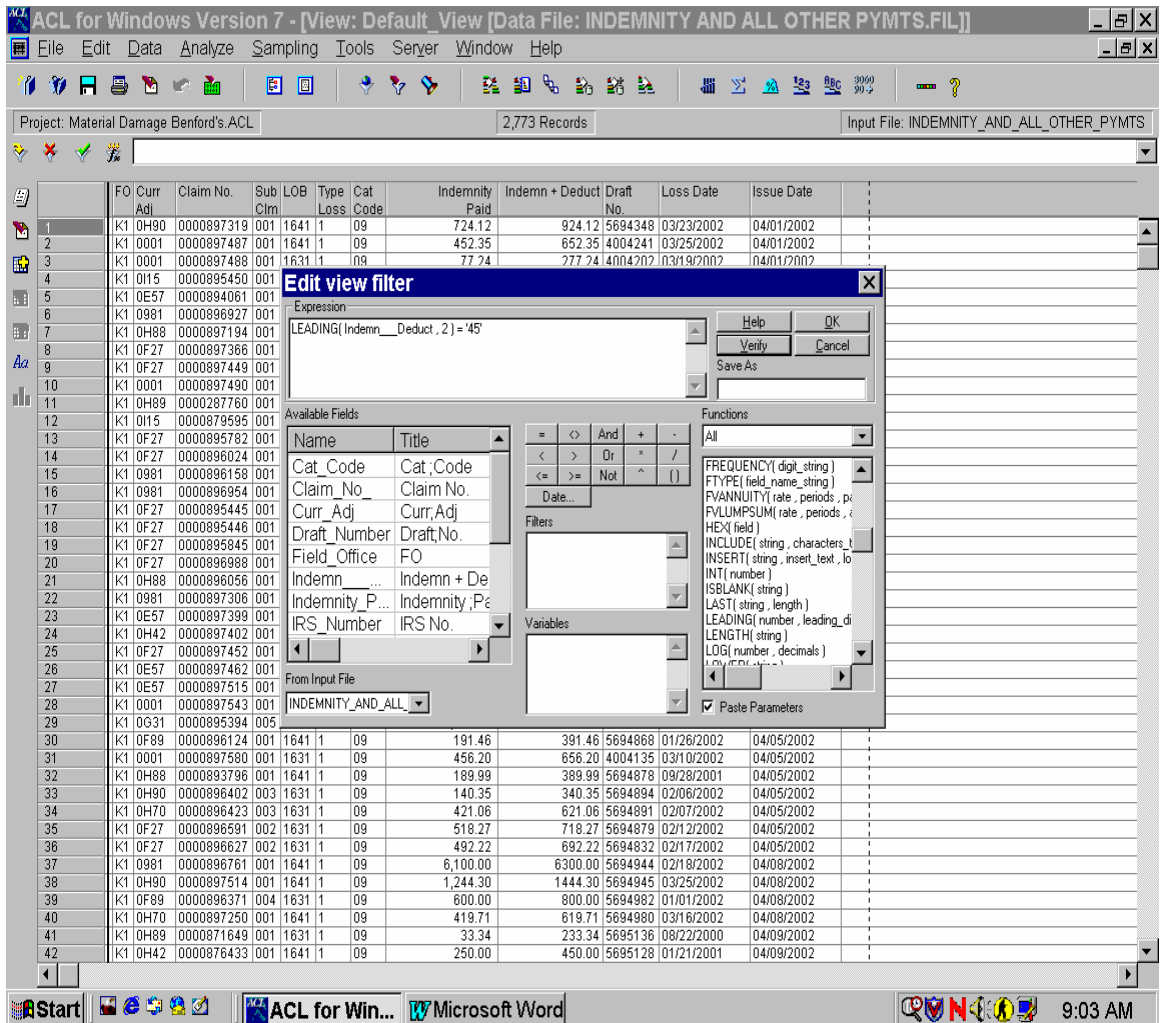 ACL for Windows Version 7 - [View: Default_View [Data File: INDEMNITY AND ALL OTHER PYMTS.FIL]]
File Edit Data Analyze Sampling Tools Server Window Help
Project: Material Damage Benford's.ACL 2,773 Records Input File: INDEMNITY_AND_ALL_OTHER_PYMTS
FO Curr Adj Claim No. Sub Clm LOB Type Loss Cat Code Indemnity Paid Indemn + Deduct Draft No. Loss Date Issue Date
1 K1 0H90 0000897319 001 1641 1 09 724.12 924.12 5694348 03/23/2002 04/01/2002
2 K1 0001 0000897487 001 1641 1 09 452.35 652.35 4004241 03/25/2002 04/01/2002
3 K1 0001 0000897488 001 1631 1 09 77.24 277.24 4004202 03/19/2002 04/01/2002
4 K1 0I15 0000895450 001
5 K1 0E57 0000894061 001
6 K1 0981 0000896927 001
7 K1 0H88 0000897194 001
8 K1 0F27 0000897366 001
9 K1 0F27 0000897449 001
10 K1 0001 0000897490 001
11 K1 0H89 0000287760 001
12 K1 0I15 0000879595 001
13 K1 0F27 0000895782 001
14 K1 0F27 0000896024 001
15 K1 0981 0000896158 001
16 K1 0981 0000896954 001
17 K1 0F27 0000895445 001
18 K1 0F27 0000895446 001
19 K1 0F27 0000895845 001
20 K1 0F27 0000896988 001
21 K1 0H88 0000896056 001
22 K1 0981 0000897306 001
23 K1 0E57 0000897399 001
24 K1 0H42 0000897402 001
25 K1 0F27 0000897452 001
26 K1 0E57 0000897462 001
27 K1 0E57 0000897515 001
28 K1 0001 0000897543 001
29 K1 0G31 0000895394 005
Edit view filter
Expression
LEADING( Indemn___Deduct , 2 ) = '45'
Help OK
Verify Cancel
Save As
Available Fields
Name Title
Cat_Code Cat ;Code
Claim_No_ Claim No.
Curr_Adj Curr;Adj
Draft_Number Draft;No.
Field_Office FO
Indemn___... Indemn + De
Indemnity_P... Indemnity ;Pa
IRS_Number IRS No.
From Input File
INDEMNITY_AND_ALL_
= <> And + -
< > Or * /
<= >= Not ^ ( )
Date...
Filters
Variables
Functions
All
FREQUENCY( digit_string )
FTYPE( field_name_string )
FVANNUITY( rate , periods , pa
FVLUMPSUM( rate , periods , a
HEX( field )
INCLUDE( string , characters_t
INSERT( string , insert_text , lo
INT( number )
ISBLANK( string )
LAST( string , length )
LEADING( number , leading_di
LENGTH( string )
LOG( number , decimals )
LOWER( string )
Paste Parameters
30 K1 0F89 0000896124 001 1641 1 09 191.46 391.46 5694868 01/26/2002 04/05/2002
31 K1 0001 0000897580 001 1631 1 09 456.20 656.20 4004135 03/10/2002 04/05/2002
32 K1 0H88 0000893796 001 1641 1 09 189.99 389.99 5694878 09/28/2001 04/05/2002
33 K1 0H90 0000896402 003 1631 1 09 140.35 340.35 5694894 02/06/2002 04/05/2002
34 K1 0H70 0000896423 003 1631 1 09 421.06 621.06 5694891 02/07/2002 04/05/2002
35 K1 0F27 0000896591 002 1631 1 09 518.27 718.27 5694879 02/12/2002 04/05/2002
36 K1 0F27 0000896627 002 1631 1 09 492.22 692.22 5694832 02/17/2002 04/05/2002
37 K1 0981 0000896761 001 1641 1 09 6,100.00 6300.00 5694944 02/18/2002 04/08/2002
38 K1 0H90 0000897514 001 1641 1 09 1,244.30 1444.30 5694945 03/25/2002 04/08/2002
39 K1 0F89 0000896371 004 1631 1 09 600.00 800.00 5694982 01/01/2002 04/08/2002
40 K1 0H70 0000897250 001 1641 1 09 419.71 619.71 5694980 03/16/2002 04/08/2002
41 K1 0H89 0000871649 001 1631 1 09 33.34 233.34 5695136 08/22/2000 04/09/2002
42 K1 0H42 0000876433 001 1641 1 09 250.00 450.00 5695128 01/21/2001 04/09/2002
Start ACL for Win... Microsoft Word 9:03 AM